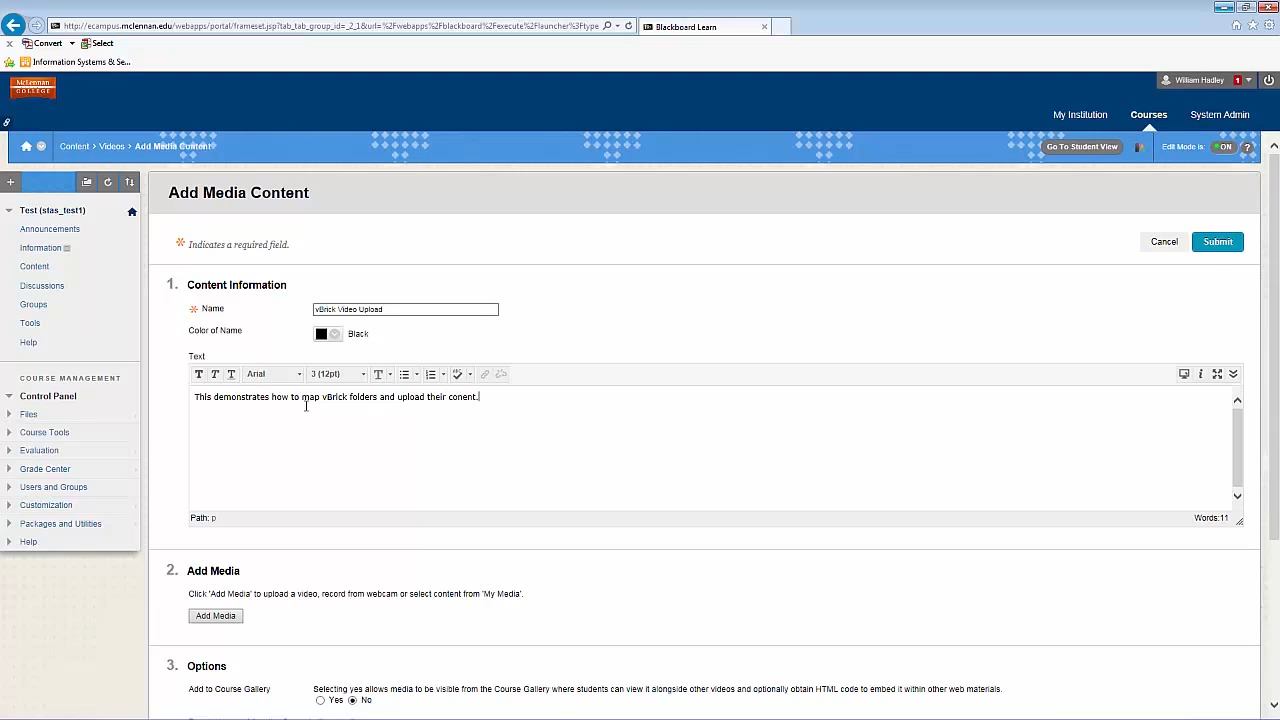 http://ecampus.mclennan.edu/webapps/portal/frameset.jsp?tab_tab_group_id=_2_1&url=%2Fwebapps%2Fblackboard%2Fexecute%2Flauncher%3Ftype
Blackboard Learn
Convert
Select
Information Systems & Se...
McLennan
COLLEGE
William Hadley 1
My Institution
Courses
System Admin
Content > Videos > Add Media Content
Go To Student View
Edit Mode is: ON ?
Test (sfas_test1)
Announcements
Information
Content
Discussions
Groups
Tools
Help
COURSE MANAGEMENT
Control Panel
Files
Course Tools
Evaluation
Grade Center
Users and Groups
Customization
Packages and Utilities
Help
Add Media Content
Indicates a required field.
Cancel
Submit
1. Content Information
Name
vBrick Video Upload
Color of Name
Black
Text
T T T Arial 3 (12pt) T
This demonstrates how to map vBrick folders and upload their conent.
Path: p
Words:11
2. Add Media
Click 'Add Media' to upload a video, record from webcam or select content from 'My Media'.
Add Media
3. Options
Add to Course Gallery
Selecting yes allows media to be visible from the Course Gallery where students can view it alongside other videos and optionally obtain HTML code to embed it within other web materials.
Yes No